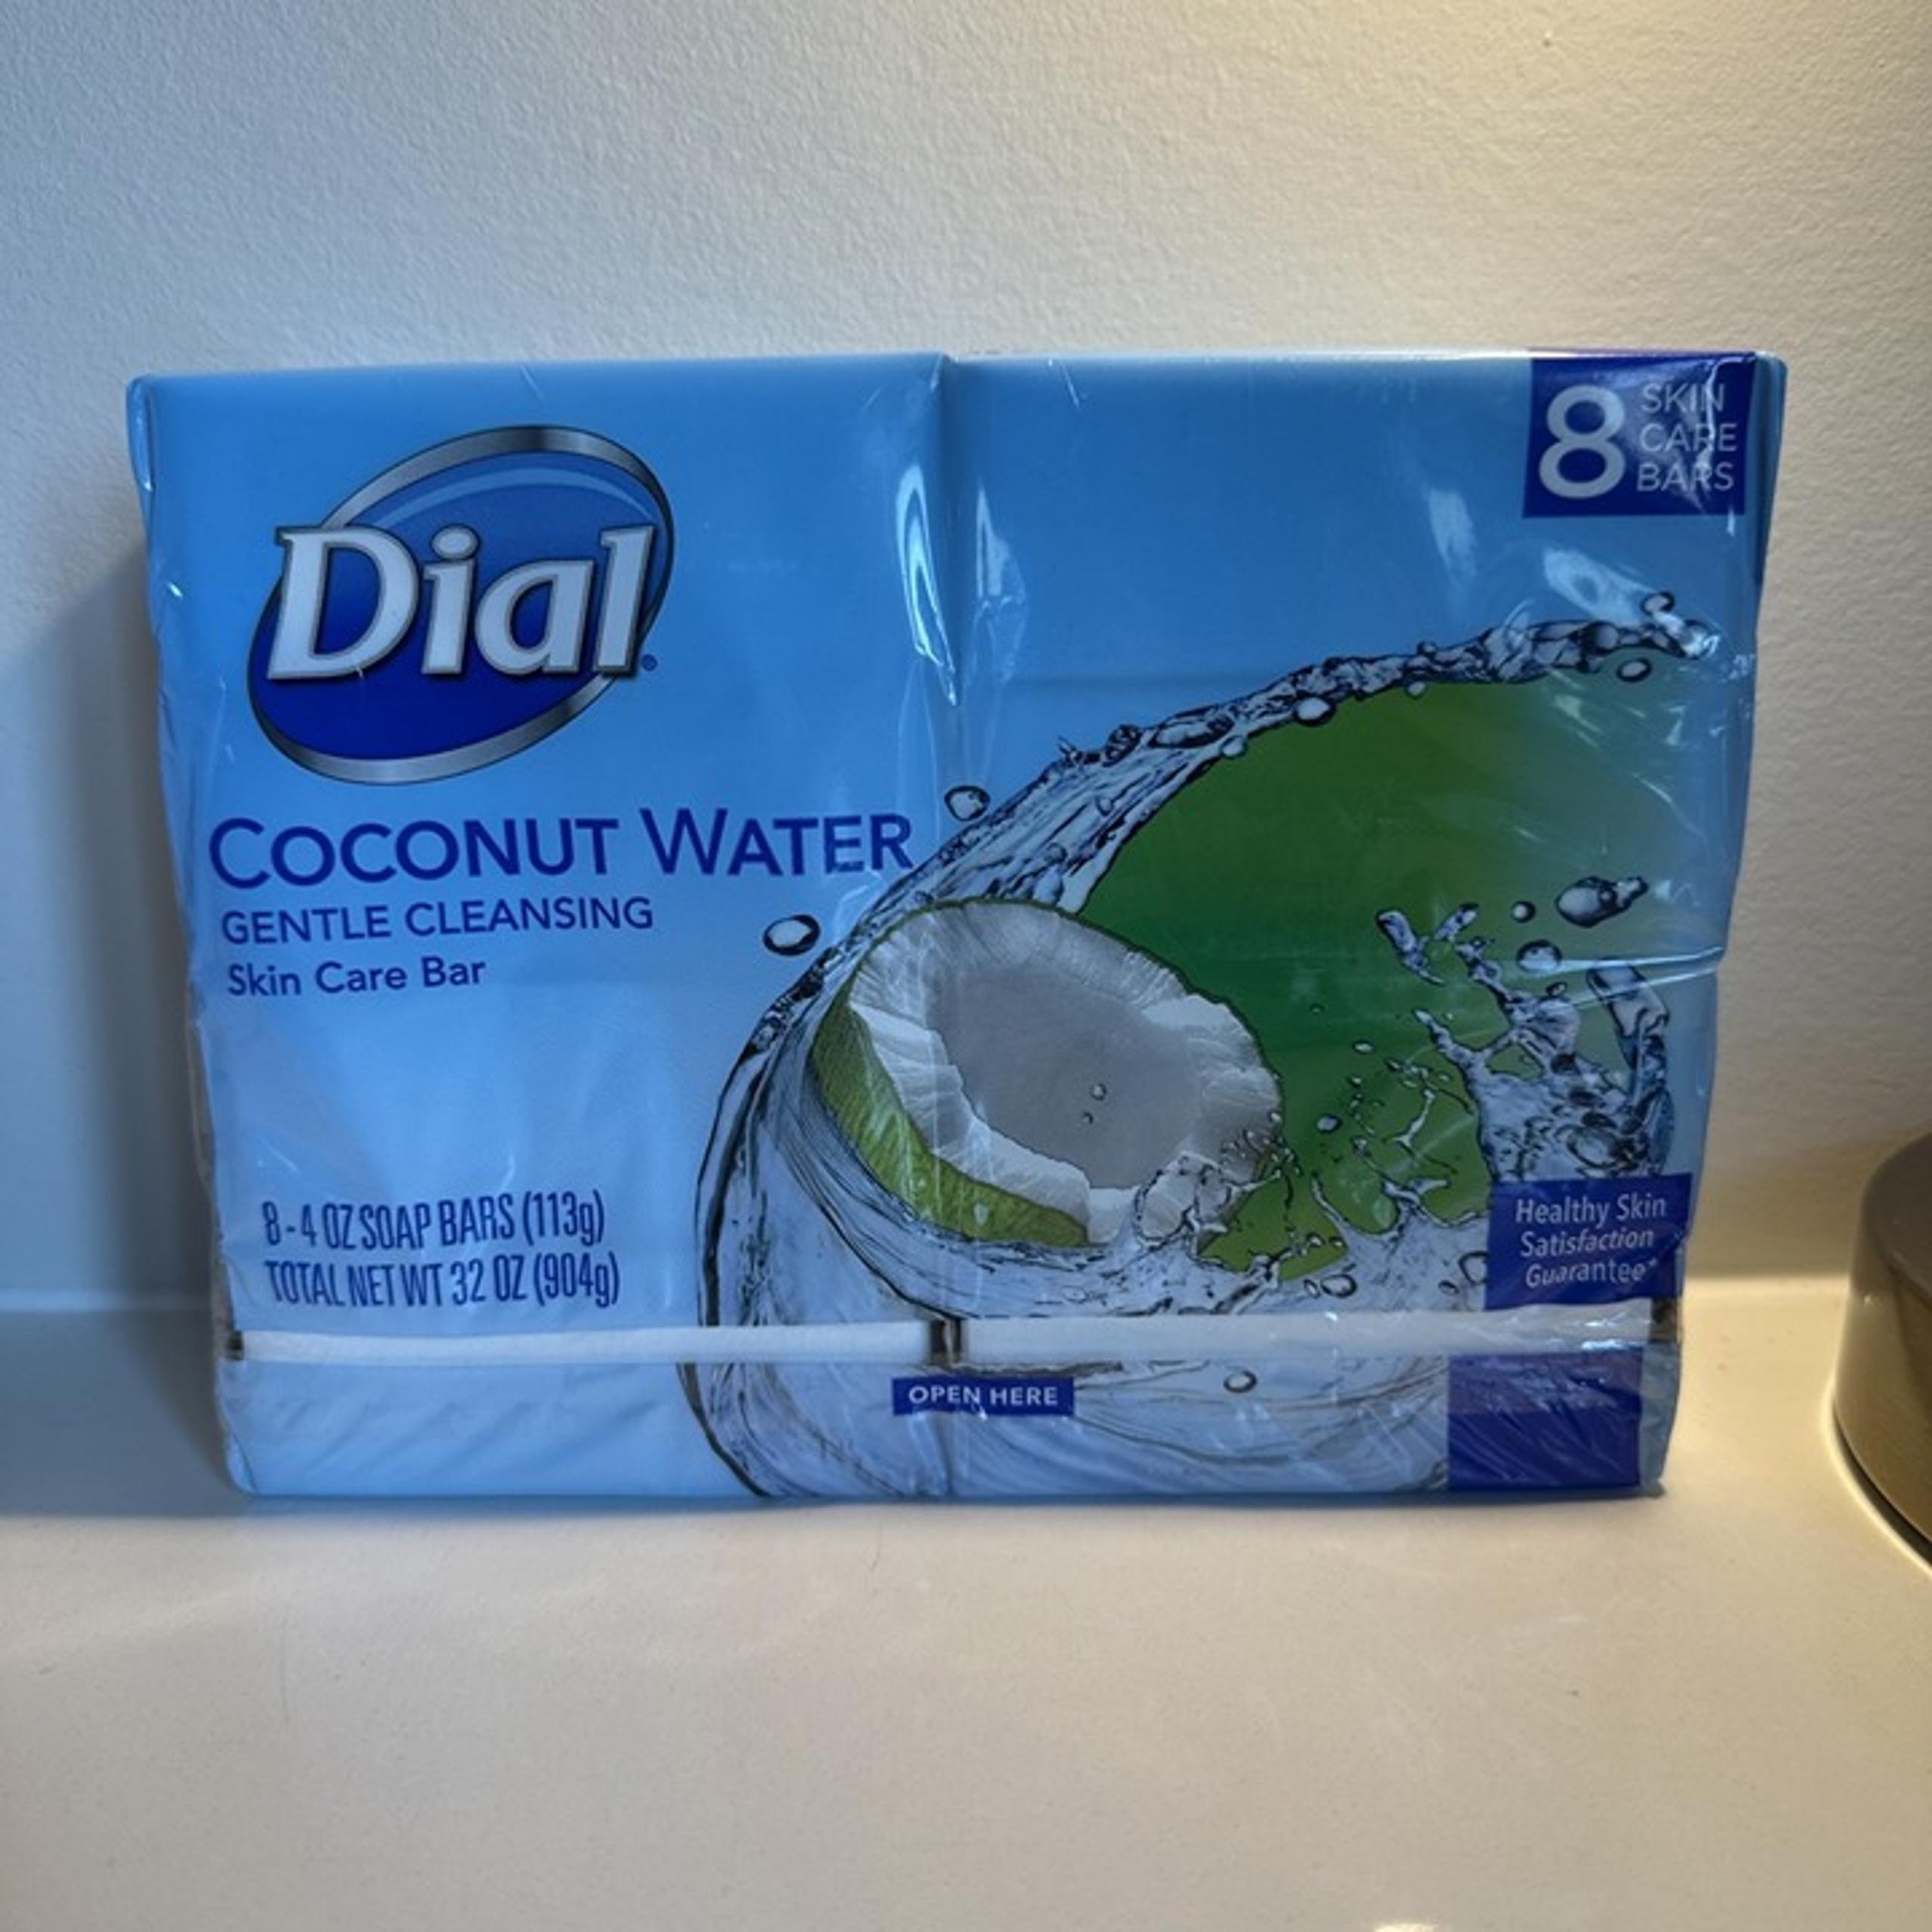 Dial
8 SKIN
CARE
BARS
COCONUT WATER
GENTLE CLEANSING
Skin Care Bar
8-4 OZ SOAP BARS (113g)
TOTAL NET WT 32 OZ (904g)
Healthy Skin
Satisfaction
Guarantee*
OPEN HERE